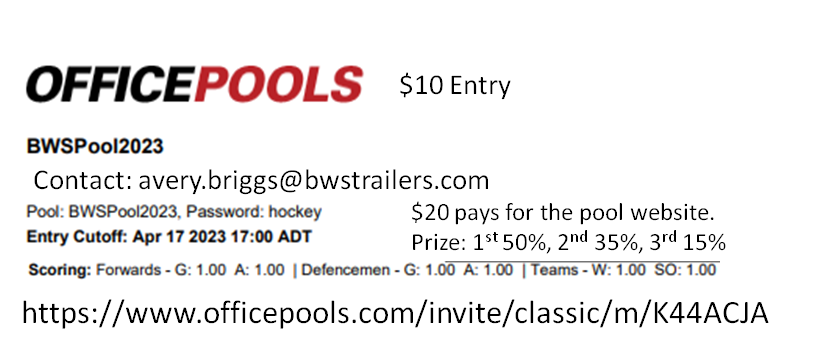 OFFICEPOOLS $10 Entry
BWSPool2023
Contact: avery.briggs@bwstrailers.com
Pool: BWSPool2023, Password: hockey $20 pays for the pool website.
Entry Cutoff: Apr 17 2023 17:00 ADT Prize: 1st 50%, 2nd 35%, 3rd 15%
Scoring: Forwards - G: 1.00 A: 1.00 | Defencemen - G: 1.00 A: 1.00 | Teams - W: 1.00 SO: 1.00
https://www.officepools.com/invite/classic/m/K44ACJA